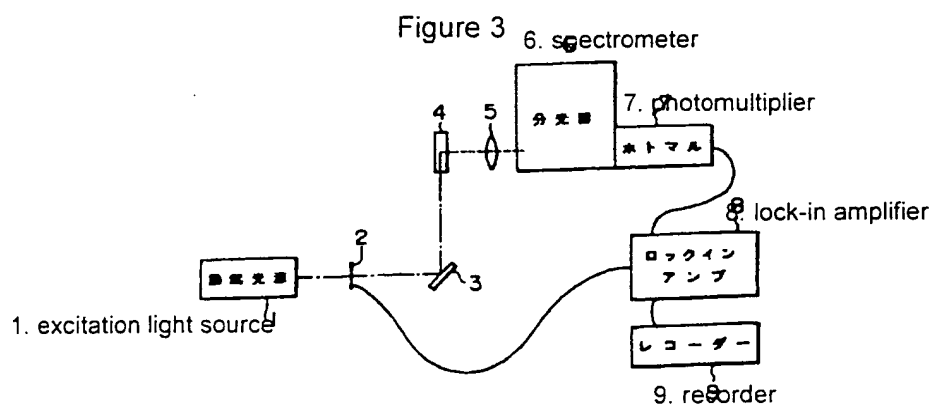 Figure 3
6. spectrometer
7. photomultiplier
4
5
分光器
ホトマル
8. lock-in amplifier
2
ロックイン
アンプ
励起光源
3
1. excitation light source
レコーダー
9. recorder